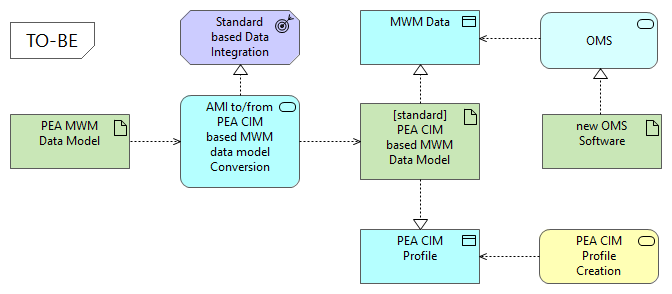 TO-BE
Standard
based Data
Integration
MWM Data
OMS
PEA MWM
Data Model
AMI to/from
PEA CIM
based MWM
data model
Conversion
[standard]
PEA CIM
based MWM
Data Model
new OMS
Software
PEA CIM
Profile
PEA CIM
Profile
Creation